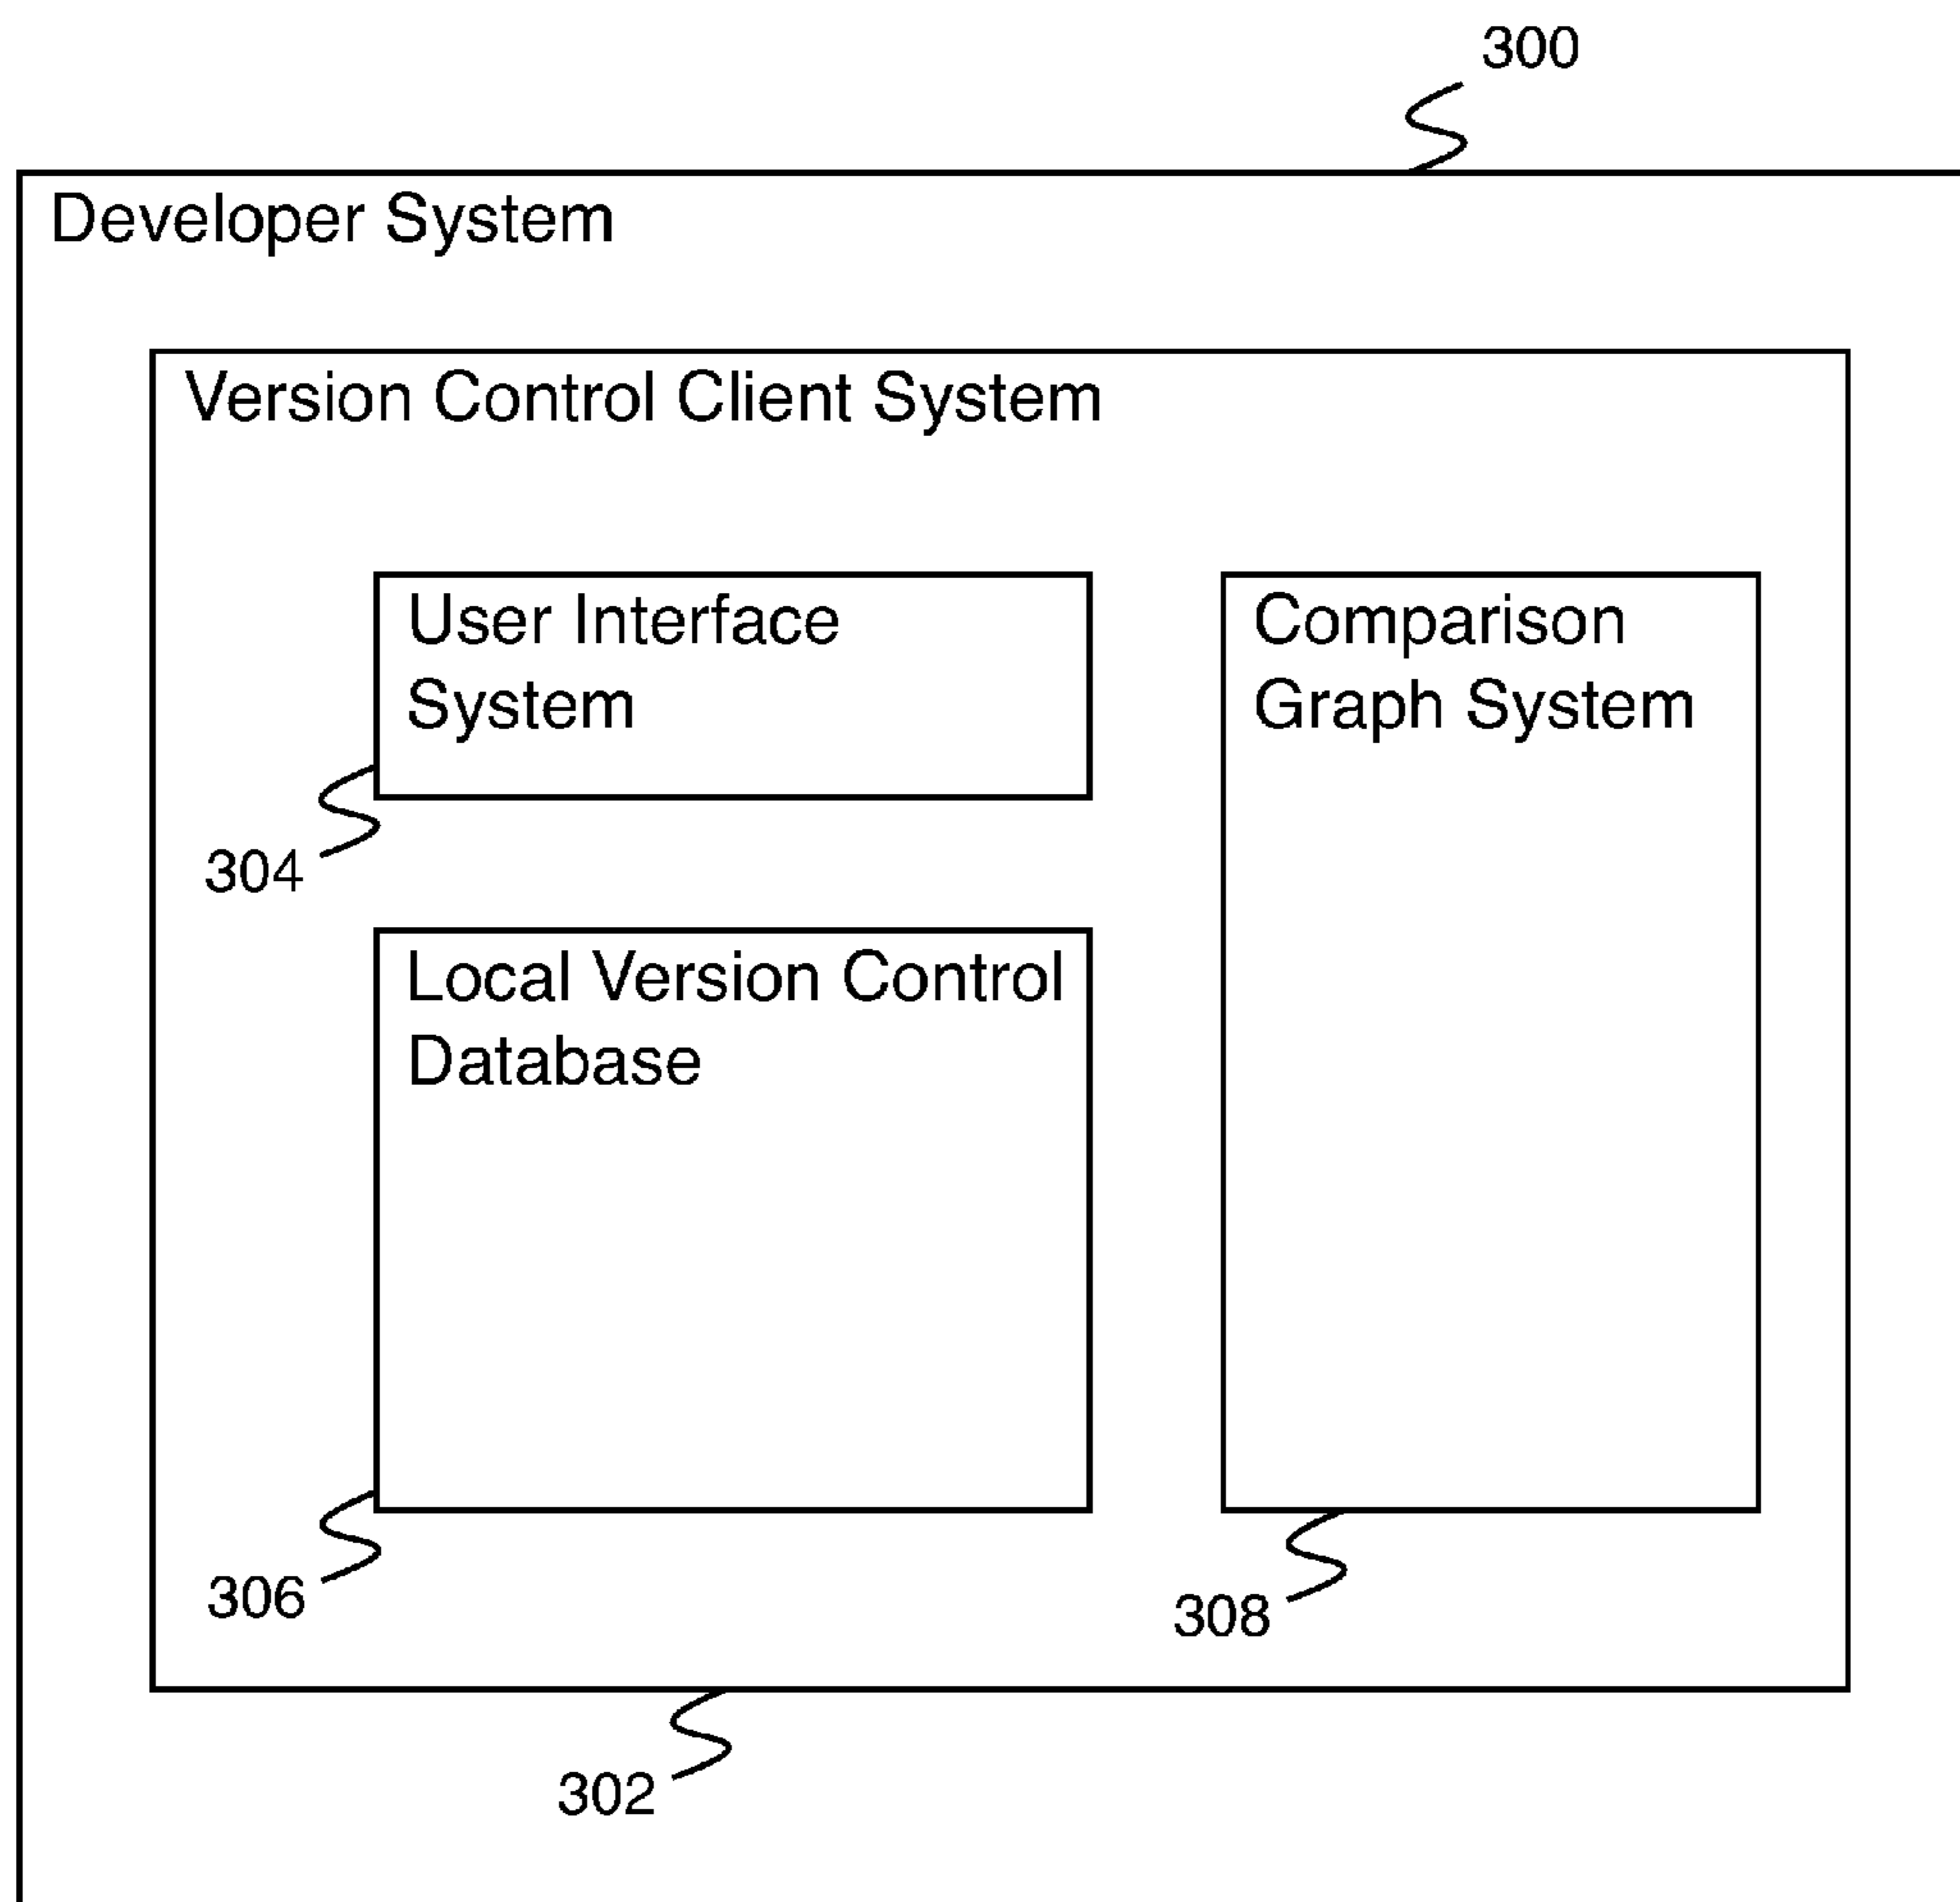 300
Developer System
Version Control Client System
User Interface
System
304
Comparison
Graph System
Local Version Control
Database
306
308
302